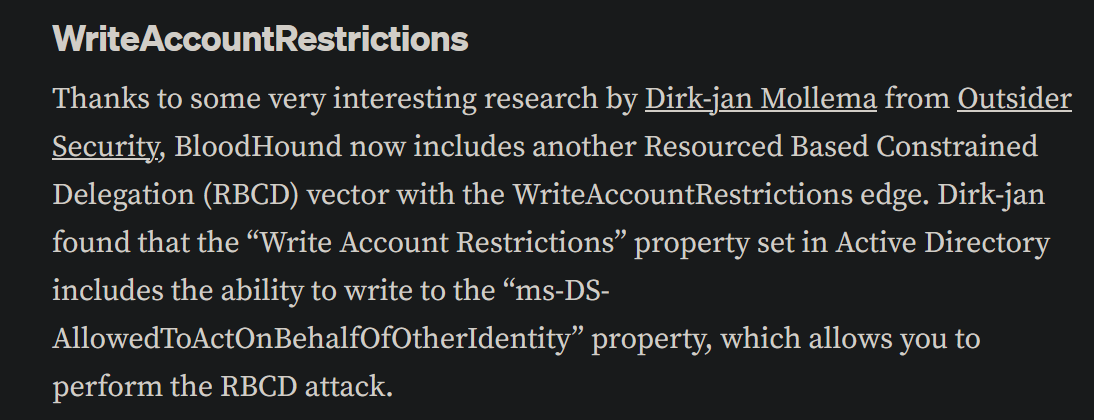 WriteAccountRestrictions
Thanks to some very interesting research by Dirk-jan Mollema from Outsider
Security, BloodHound now includes another Resourced Based Constrained
Delegation (RBCD) vector with the WriteAccountRestrictions edge. Dirk-jan
found that the “Write Account Restrictions” property set in Active Directory
includes the ability to write to the “ms-DS-
AllowedToActOnBehalfOfOtherIdentity” property, which allows you to
perform the RBCD attack.